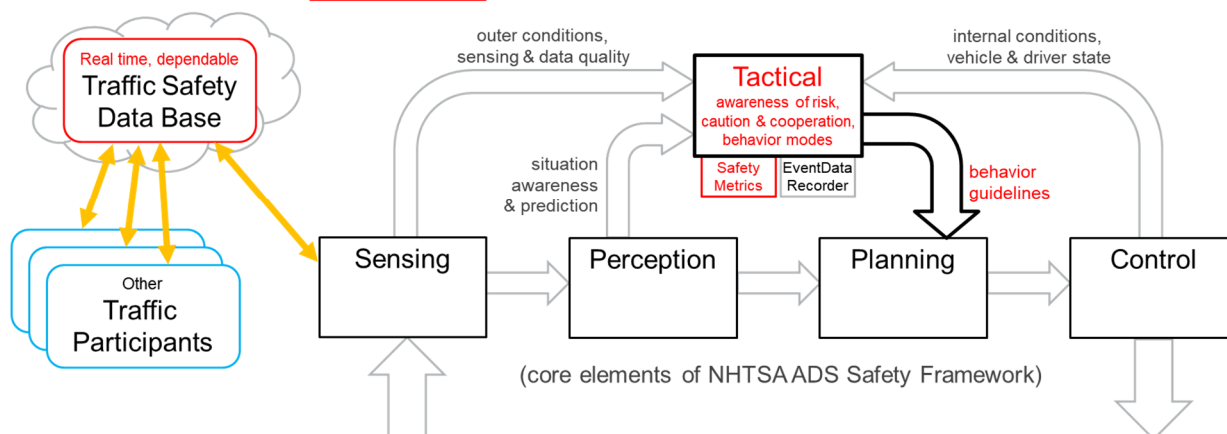 Real time, dependable
Traffic Safety
Data Base
Other
Traffic
Participants
outer conditions,
sensing & data quality
situation
awareness
& prediction
Tactical
awareness of risk,
caution & cooperation,
behavior modes
Safety
Metrics
EventData
Recorder
internal conditions,
vehicle & driver state
behavior
guidelines
Sensing
Perception
Planning
Control
(core elements of NHTSA ADS Safety Framework)